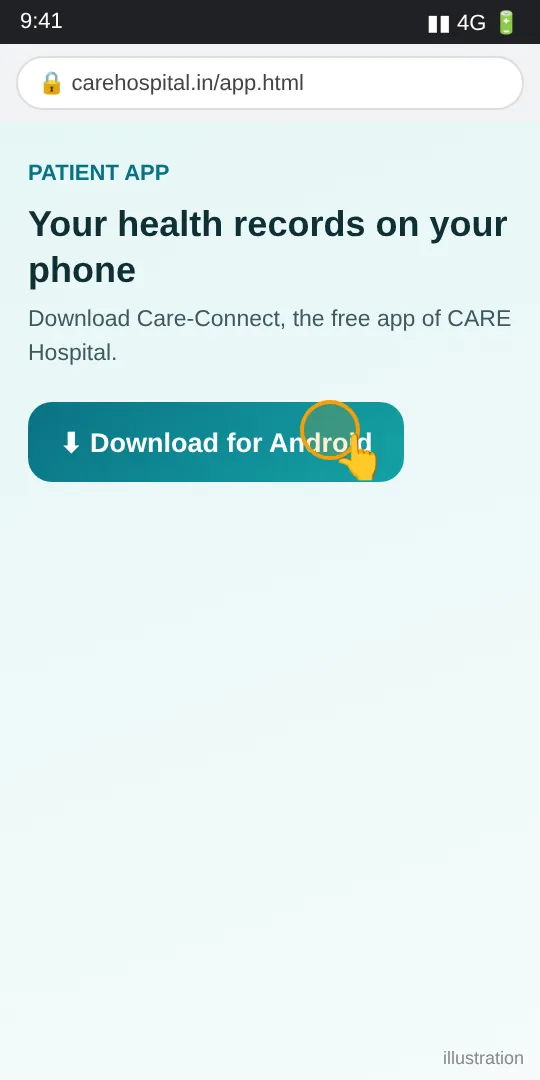 9:41
4G
carehospital.in/app.html
PATIENT APP
Your health records on your
phone
Download Care-Connect, the free app of CARE
Hospital.
⬇ Download for Android
illustration